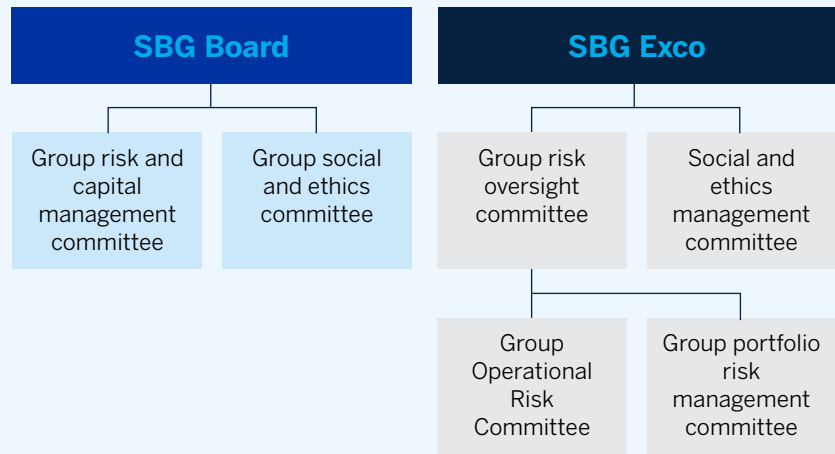 SBG Board
SBG Exco
Group risk and
capital
management
committee
Group social
and ethics
committee
Group risk
oversight
committee
Social and
ethics
management
committee
Group
Operational
Risk
Committee
Group portfolio
risk
management
committee